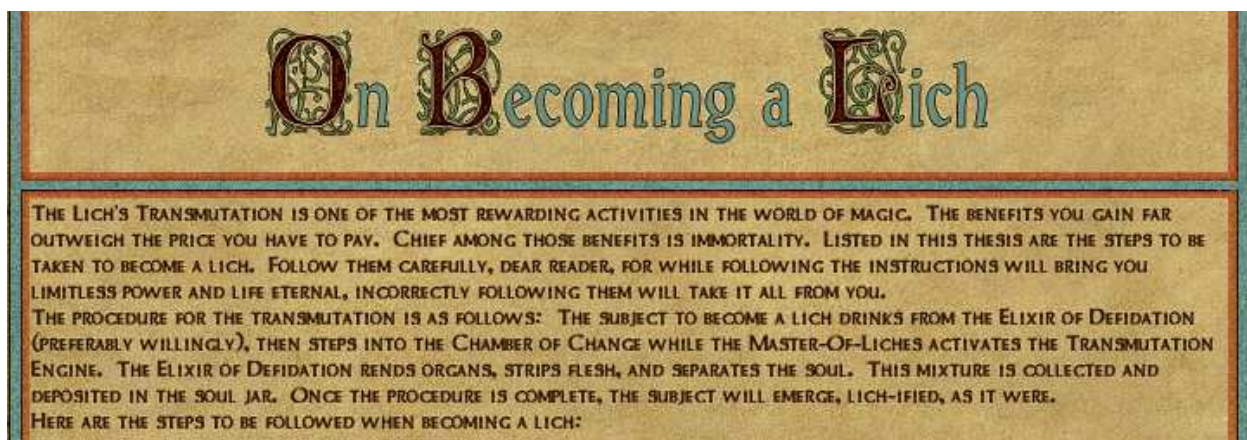 On Becoming a Lich
The Lich's Transmutation is one of the most rewarding activities in the world of magic. The benefits you gain far
outweigh the price you have to pay. Chief among those benefits is immortality. Listed in this thesis are the steps to be
taken to become a lich. Follow them carefully, dear reader, for while following the instructions will bring you
limitless power and life eternal, incorrectly following them will take it all from you.
The procedure for the transmutation is as follows: The subject to become a lich drinks from the Elixir of Defidation
(preferably willingly), then steps into the Chamber of Change while the Master-Of-Liches activates the Transmutation
Engine. The Elixir of Defidation rends organs, strips flesh, and separates the soul. This mixture is collected and
deposited in the soul jar. Once the procedure is complete, the subject will emerge, lich-ified, as it were.
Here are the steps to be followed when becoming a lich: